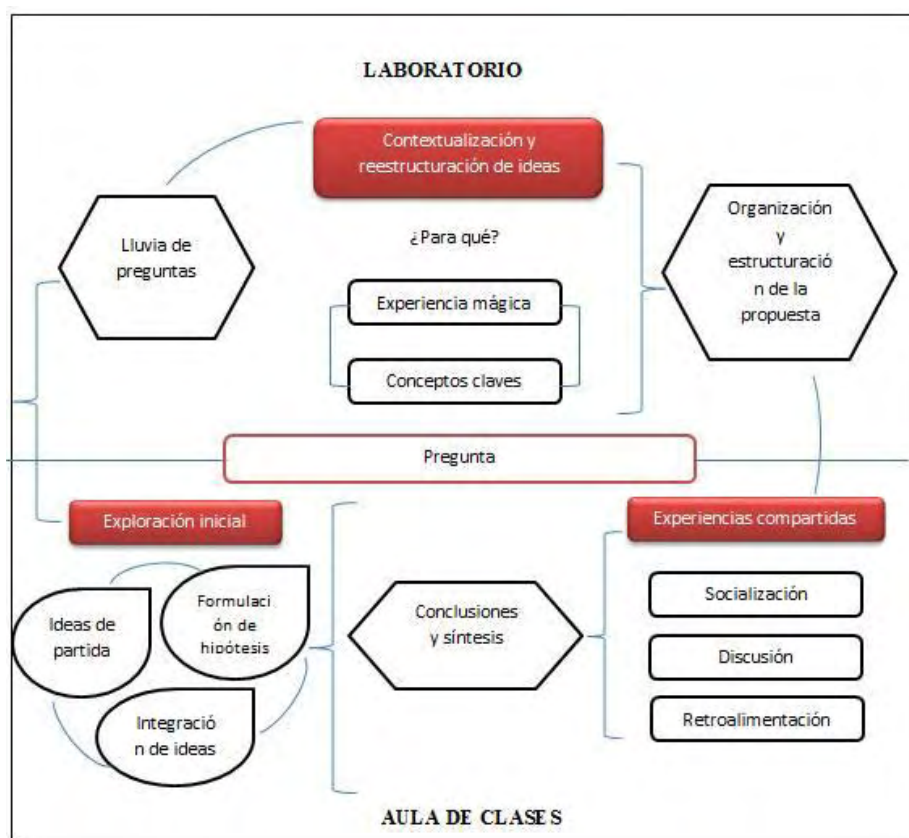 LABORATORIO
Contextualización y
reestructuración de ideas
Lluvia de
preguntas
¿Para qué?
Experiencia mágica
Conceptos claves
Organización
y
estructuració
n de la
propuesta
Pregunta
Exploración inicial
Ideas de
partida
Formulaci
ón de
hipótesis
Integració
n de ideas
Conclusiones
y síntesis
Experiencias compartidas
Socialización
Discusión
Retroalimentación
AULA DE CLASES